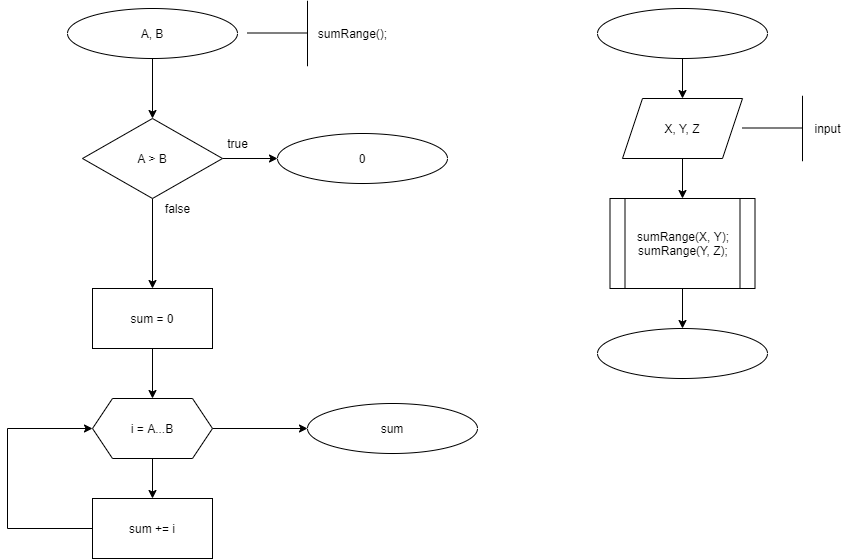 A, B
sumRange();
A > B
true
0
false
sum = 0
i = A...B
sum
sum += i
X, Y, Z
input
sumRange(X, Y);
sumRange(Y, Z);